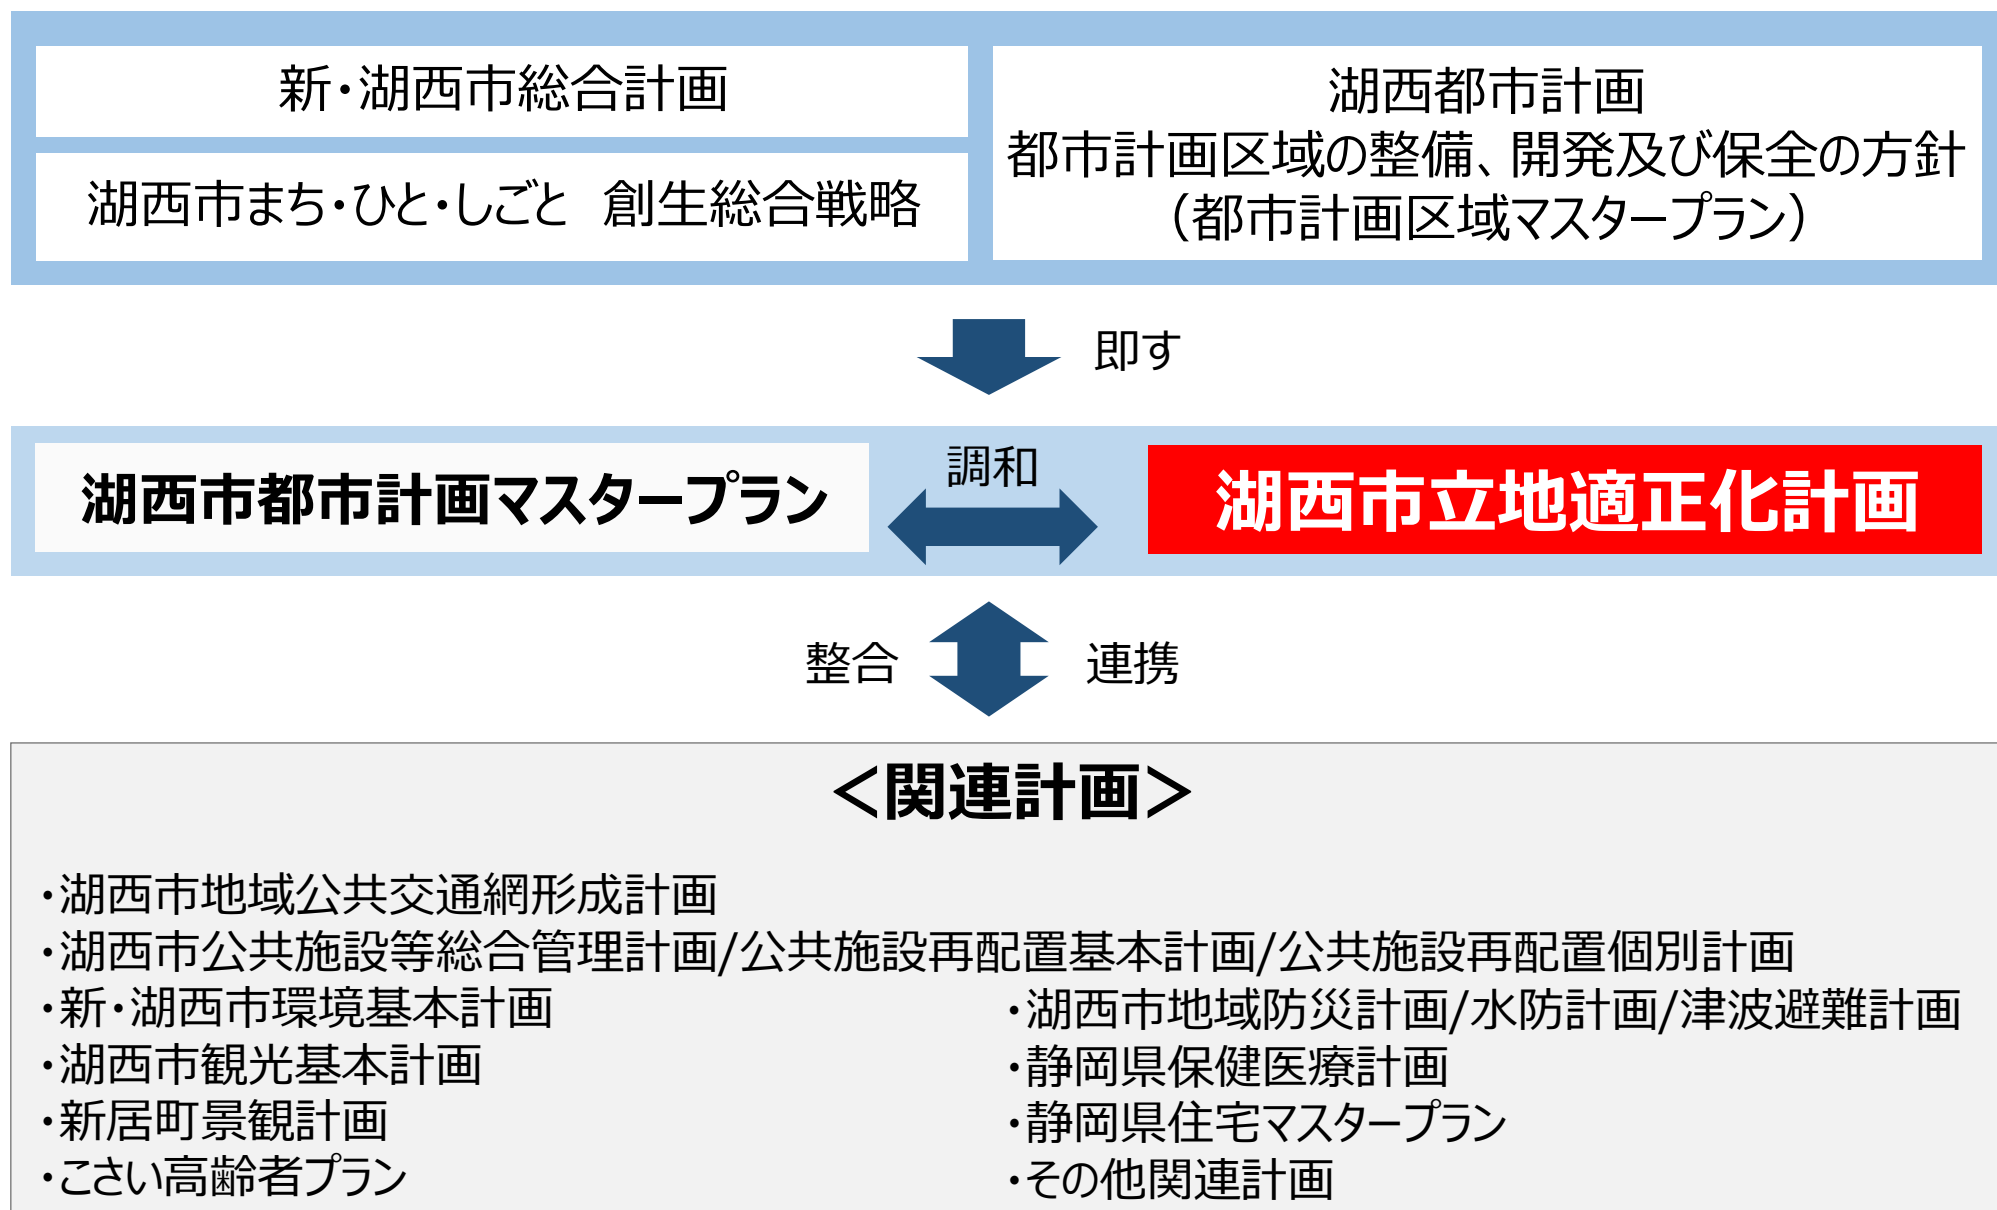 新・湖西市総合計画
湖西市まち・ひと・しごと　創生総合戦略
湖西都市計画
都市計画区域の整備、開発及び保全の方針
（都市計画区域マスタープラン）
即す
湖西市都市計画マスタープラン
調和
湖西市立地適正化計画
整合
連携
＜関連計画＞
・湖西市地域公共交通網形成計画
・湖西市公共施設等総合管理計画/公共施設再配置基本計画/公共施設再配置個別計画
・新・湖西市環境基本計画
・湖西市観光基本計画
・新居町景観計画
・こさい高齢者プラン
・湖西市地域防災計画/水防計画/津波避難計画
・静岡県保健医療計画
・静岡県住宅マスタープラン
・その他関連計画